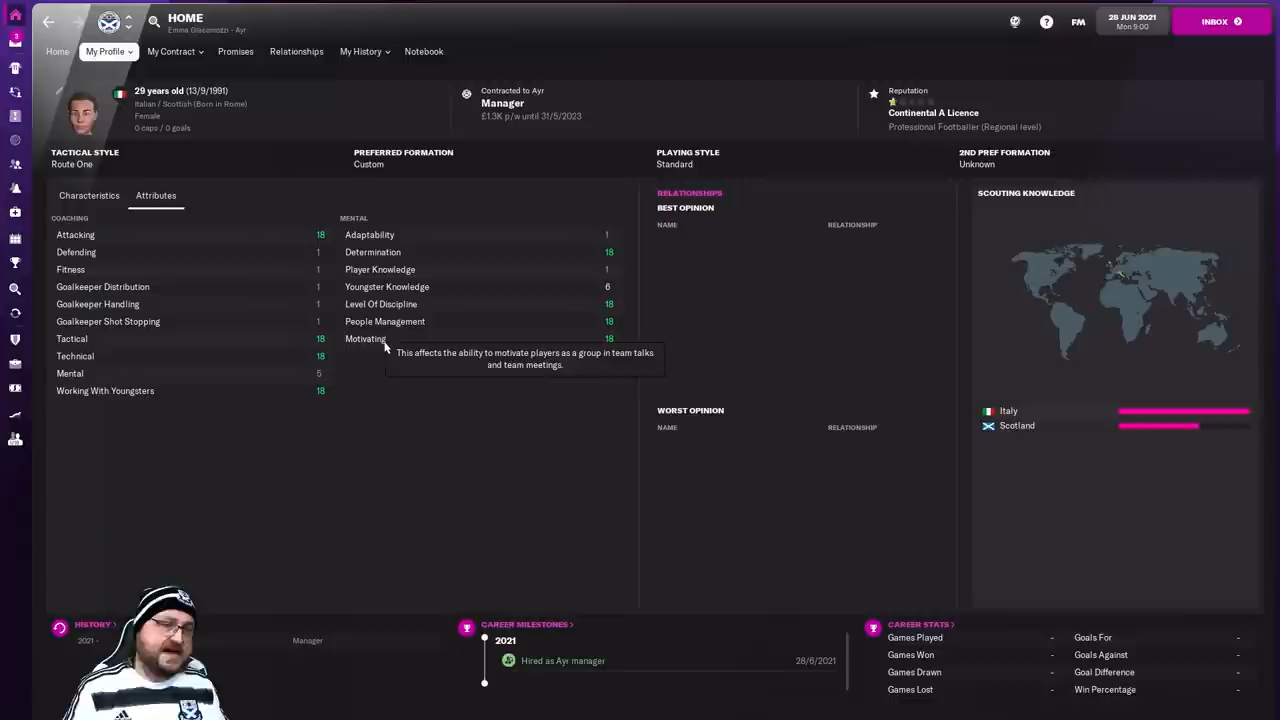 HOME
Emma Giacamozzi - Ayr
FM
28 JUN 2021
Mon 9:00
INBOX
3
Home
My Profile
My Contract
Promises
Relationships
My History
Notebook
29 years old (13/9/1991)
Italian / Scottish (Born in Rome)
Female
0 caps / 0 goals
Contracted to Ayr
Manager
£1.3K p/w until 31/5/2023
Reputation
Continental A Licence
Professional Footballer (Regional level)
TACTICAL STYLE
Route One
PREFERRED FORMATION
Custom
PLAYING STYLE
Standard
2ND PREF FORMATION
Unknown
Characteristics
Attributes
COACHING
Attacking 18
Defending 1
Fitness 1
Goalkeeper Distribution 1
Goalkeeper Handling 1
Goalkeeper Shot Stopping 1
Tactical 18
Technical 18
Mental 5
Working With Youngsters 18
MENTAL
Adaptability 1
Determination 18
Player Knowledge 1
Youngster Knowledge 6
Level Of Discipline 18
People Management 18
Motivating 18
This affects the ability to motivate players as a group in team talks
and team meetings.
RELATIONSHIPS
BEST OPINION
NAME RELATIONSHIP
WORST OPINION
NAME RELATIONSHIP
SCOUTING KNOWLEDGE
Italy
Scotland
HISTORY >
2021 - Manager
CAREER MILESTONES >
2021
Hired as Ayr manager 28/6/2021
CAREER STATS >
Games Played - Goals For -
Games Won - Goals Against -
Games Drawn - Goal Difference -
Games Lost - Win Percentage -